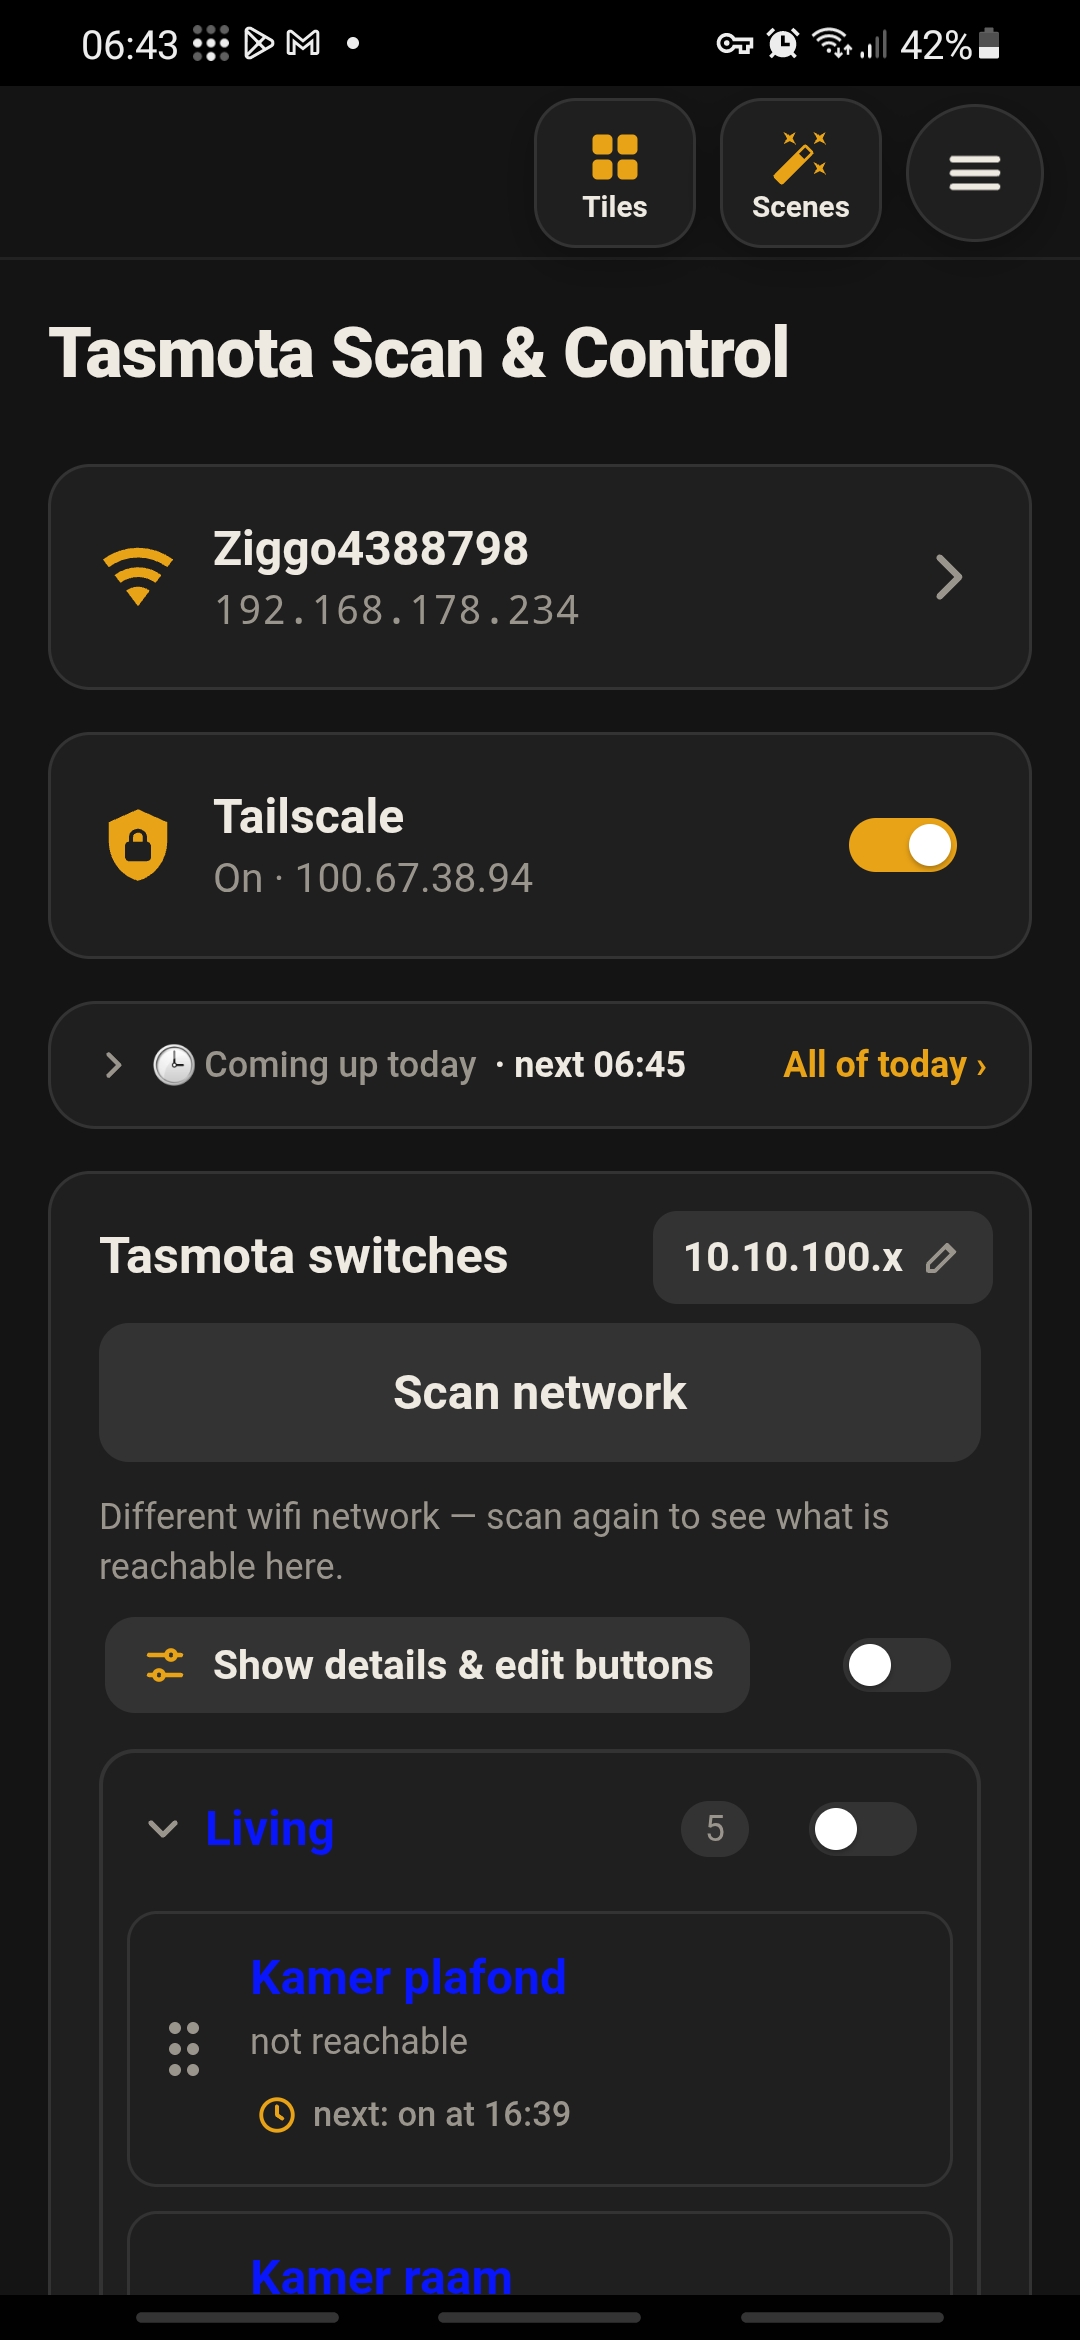 06:43
42%
Tiles
Scenes
Tasmota Scan & Control
Ziggo4388798
192.168.178.234
Tailscale
On · 100.67.38.94
Coming up today · next 06:45 All of today ›
Tasmota switches
10.10.100.x
Scan network
Different wifi network — scan again to see what is
reachable here.
Show details & edit buttons
Living
5
Kamer plafond
not reachable
next: on at 16:39
Kamer raam